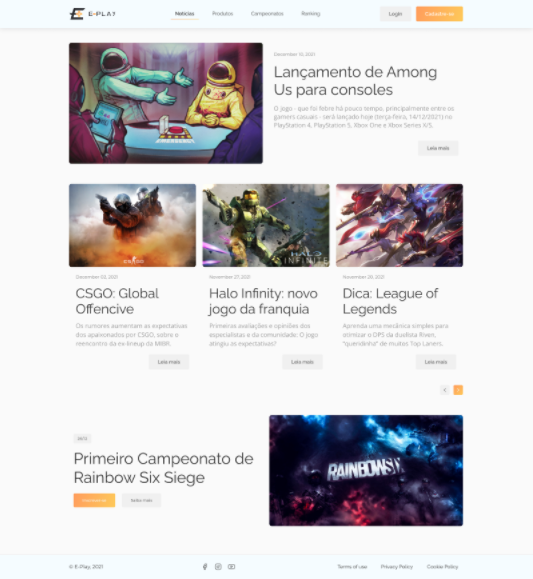 E-PLAY
Notícias
Produtos
Campeonatos
Ranking
Login
Cadastre-se
December 10, 2021
Lançamento de Among
Us para consoles
O jogo - que foi febre há pouco tempo, principalmente entre os
gamers casuais - será lançado hoje (terça-feira, 14/12/2021) no
PlayStation 4, PlayStation 5, Xbox One e Xbox Series X/S.
Leia mais
CS:GO
HALO
INFINITE
December 03, 2021
CSGO: Global
Offencive
Os rumores aumentam as expectativas
dos apaixonados por CSGO, sobre o
reencontro da ex-lineup da MIBR.
Leia mais
November 27, 2021
Halo Infinity: novo
jogo da franquia
Primeiras avaliações e opiniões dos
especialistas e da comunidade: O jogo
atingiu as expectativas?
Leia mais
November 20, 2021
Dica: League of
Legends
Aprenda uma mecânica simples para
otimizar o DPS da duelista Riven,
"queridinha" de muitos Top Laners.
Leia mais
Primeiro Campeonato de
Rainbow Six Siege
Saiba mais
RAINBOWSIX
© E-Play, 2021
Terms of use
Privacy Policy
Cookie Policy